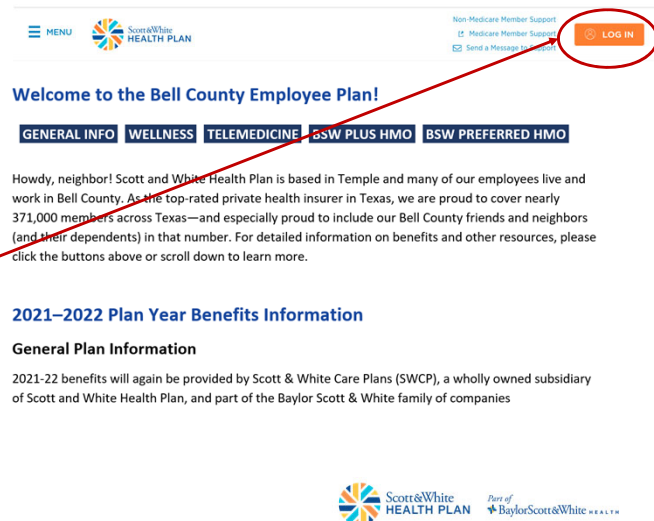 MENU
Scott&White
HEALTH PLAN
Non-Medicare Member Support
Medicare Member Support
Send a Message to Support
LOG IN
Welcome to the Bell County Employee Plan!
GENERAL INFO WELLNESS TELEMEDICINE BSW PLUS HMO BSW PREFERRED HMO
Howdy, neighbor! Scott and White Health Plan is based in Temple and many of our employees live and
work in Bell County. As the top-rated private health insurer in Texas, we are proud to cover nearly
371,000 members across Texas—and especially proud to include our Bell County friends and neighbors
(and their dependents) in that number. For detailed information on benefits and other resources, please
click the buttons above or scroll down to learn more.
2021–2022 Plan Year Benefits Information
General Plan Information
2021-22 benefits will again be provided by Scott & White Care Plans (SWCP), a wholly owned subsidiary
of Scott and White Health Plan, and part of the Baylor Scott & White family of companies
Scott&White
HEALTH PLAN
Part of
BaylorScott&White HEALTH